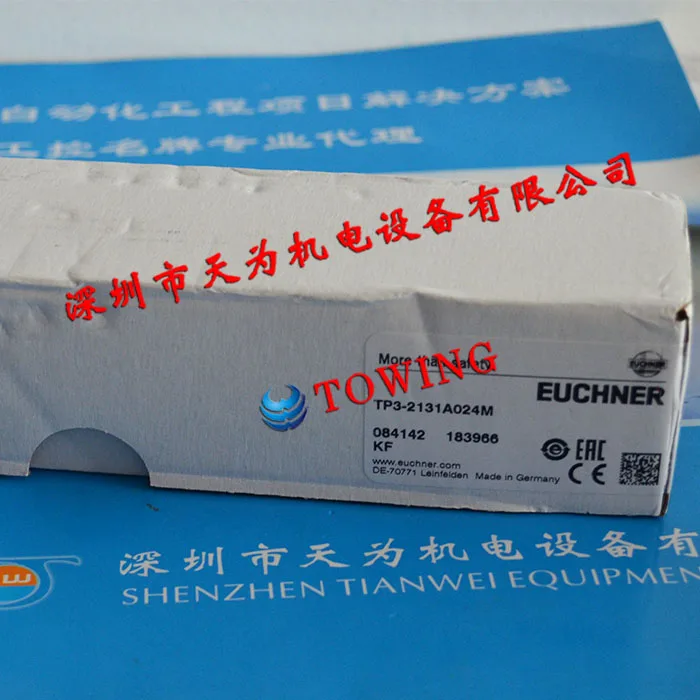 自动化工程项目解决方案
工控名牌专业代理
深圳市天为机电设备有限公司
TOWING
More than safety
EUCHNER
EUCHNER
TP3-2131A024M
084142 183966
KF
EAC
CE
www.euchner.com
DE-70771 Leinfelden Made in Germany
深圳市天为机电设备有
SHENZHEN TIANWEI EQUIPMEN